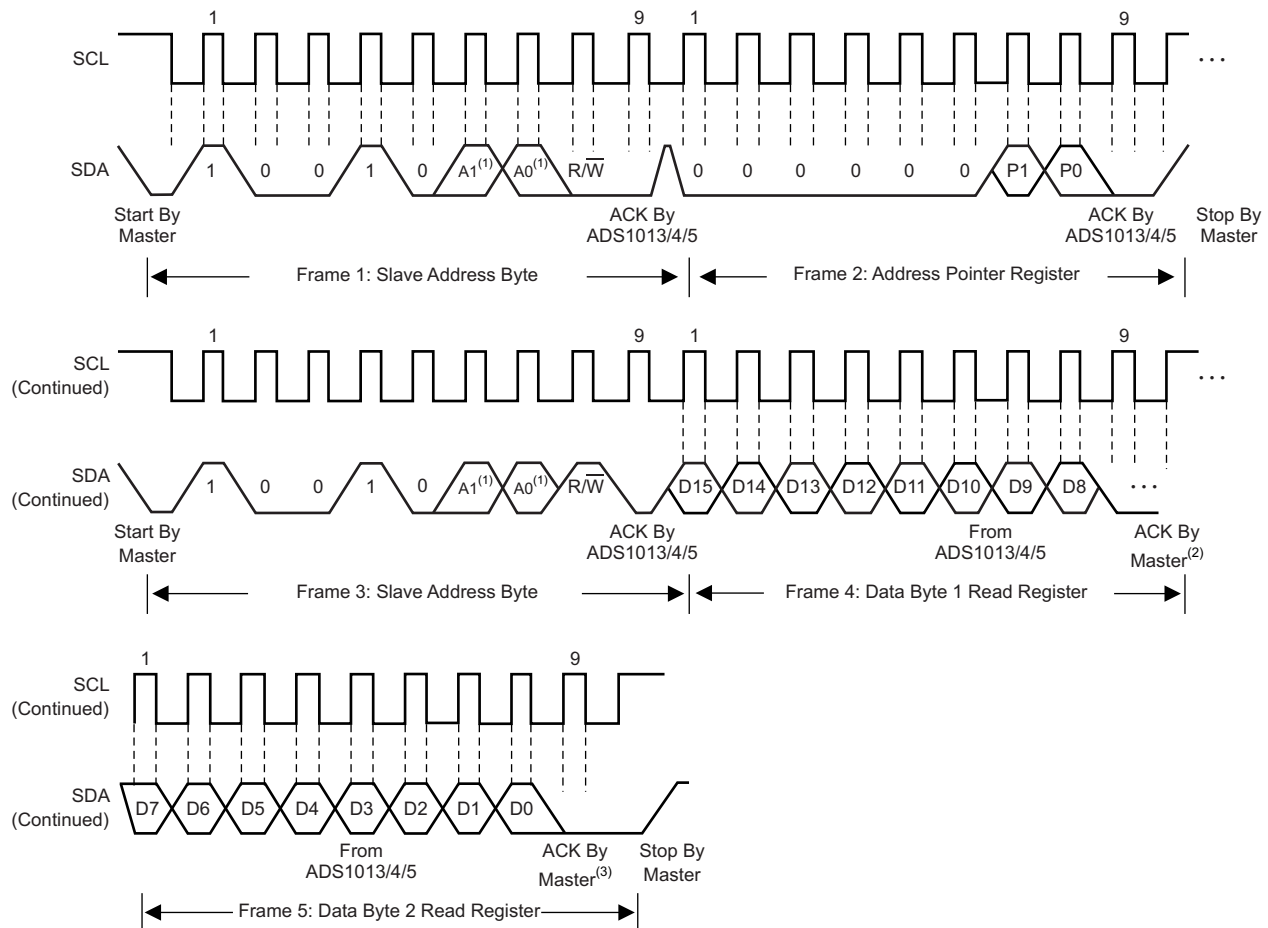 1 9 1 9
SCL
...
SDA
1 0 0 1 0 A1(1) A0(1) R/W̅ 0 0 0 0 0 0 P1 P0
Start By
Master
ACK By
ADS1013/4/5
ACK By
ADS1013/4/5
Stop By
Master
Frame 1: Slave Address Byte
Frame 2: Address Pointer Register
1 9 1 9
SCL
(Continued)
...
SDA
(Continued)
1 0 0 1 0 A1(1) A0(1) R/W̅ D15 D14 D13 D12 D11 D10 D9 D8 ...
Start By
Master
ACK By
ADS1013/4/5
From
ADS1013/4/5
ACK By
Master(2)
Frame 3: Slave Address Byte
Frame 4: Data Byte 1 Read Register
1 9
SCL
(Continued)
SDA
(Continued)
D7 D6 D5 D4 D3 D2 D1 D0
From
ADS1013/4/5
ACK By
Master(3)
Stop By
Master
Frame 5: Data Byte 2 Read Register